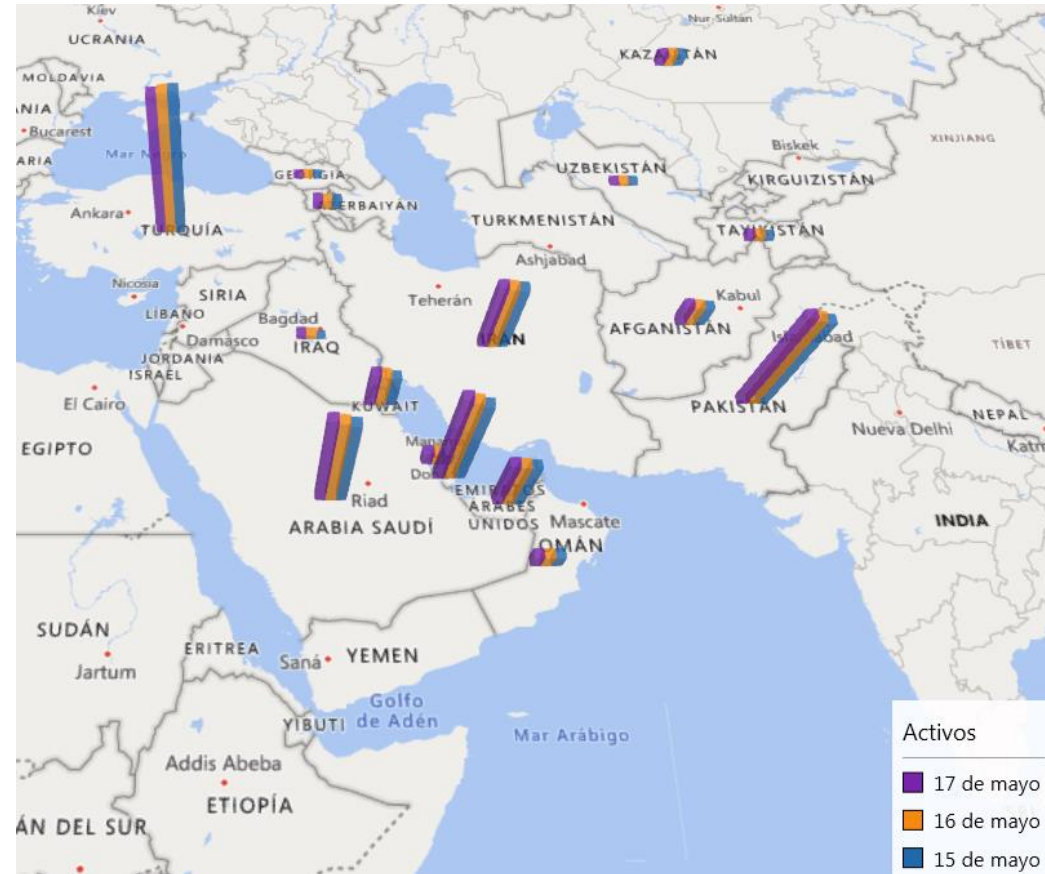 Kiev
Nur-Sultán
UCRANIA
KAZAJSTÁN
MOLDAVIA
ANIA
Bucarest
Mar Negro
XINJIANG
Biskek
ARIA
GEORGIA
UZBEKISTÁN
KIRGUIZISTÁN
AZERBAIYÁN
Ankara
TURQUÍA
TURKMENISTÁN
TAYIKISTÁN
Ashjabad
Nicosia
SIRIA
Teherán
Kabul
LÍBANO
Bagdad
AFGANISTÁN
Damasco
IRAQ
IRÁN
TÍBET
JORDANIA
ISRAEL
El Cairo
KUWAIT
PAKISTÁN
NEPAL
Nueva Delhi
Katm
EGIPTO
Riad
EMIRATOS
ÁRABES
UNIDOS
Mascate
ARABIA SAUDÍ
INDIA
OMÁN
SUDÁN
ERITREA
Saná
YEMEN
Jartum
Golfo
de Adén
YIBUTI
Mar Arábigo
Addis Abeba
ETIOPÍA
ÁN DEL SUR
Activos
17 de mayo
16 de mayo
15 de mayo